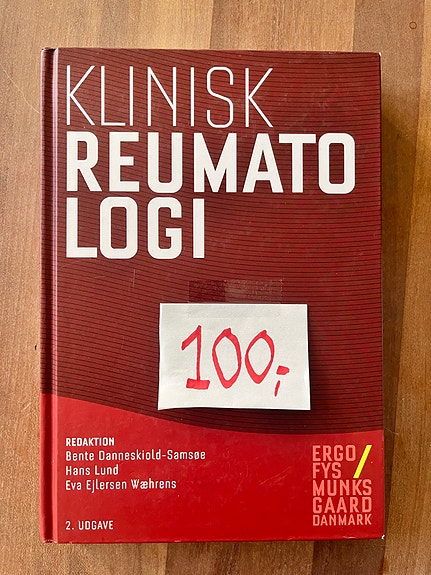 KLINISK
REUMATO
LOGI
100,-
REDAKTION
Bente Danneskiold-Samsøe
Hans Lund
Eva Ejlersen Wæhrens
2. UDGAVE
ERGO
FYS
MUNKS
GAARD
DANMARK